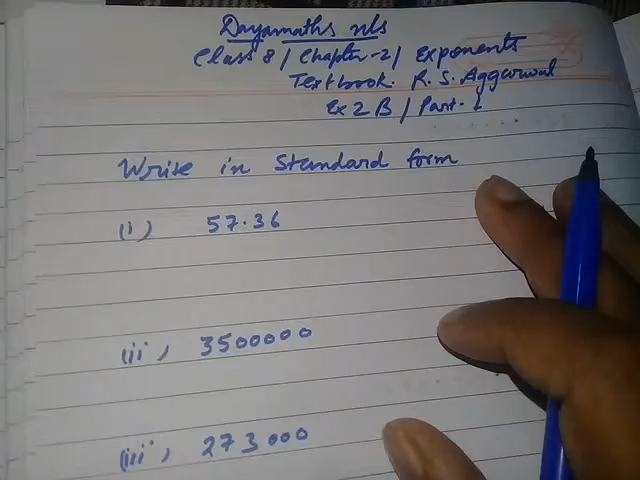 Dayamaths nls
Class 8 / Chapter-2 / Exponents
Textbook: R. S. Aggarwal
Ex 2 B / Part-1
Write in Standard form
(i) 57.36
(ii) 3500000
(iii) 273000